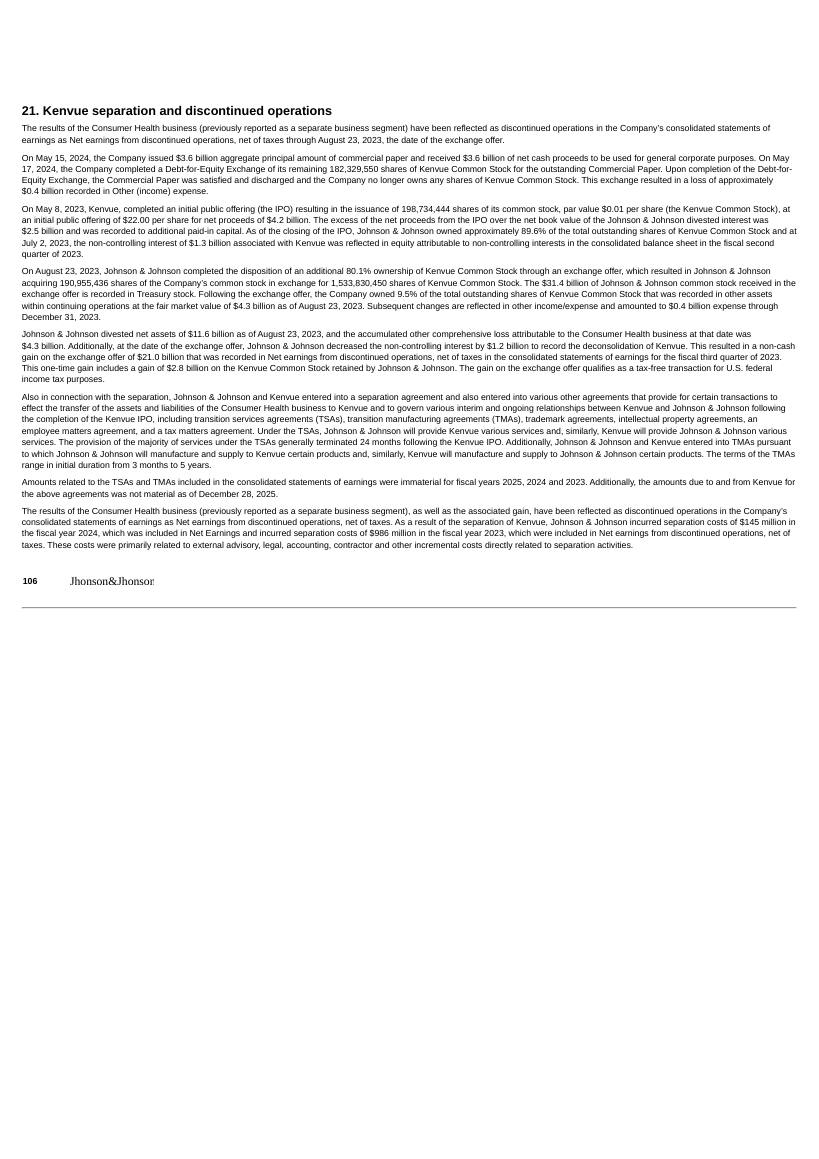 21. Kenvue separation and discontinued operations
The results of the Consumer Health business (previously reported as a separate business segment) have been reflected as discontinued operations in the Company's consolidated statements of
earnings as Net earnings from discontinued operations, net of taxes through August 23, 2023, the date of the exchange offer.
On May 15, 2024, the Company issued $3.6 billion aggregate principal amount of commercial paper and received $3.6 billion of net cash proceeds to be used for general corporate purposes. On May
17, 2024, the Company completed a Debt-for-Equity Exchange of its remaining 182,329,550 shares of Kenvue Common Stock for the outstanding Commercial Paper. Upon completion of the Debt-for-
Equity Exchange, the Commercial Paper was satisfied and discharged and the Company no longer owns any shares of Kenvue Common Stock. This exchange resulted in a loss of approximately
$0.4 billion recorded in Other (income) expense.
On May 8, 2023, Kenvue, completed an initial public offering (the IPO) resulting in the issuance of 198,734,444 shares of its common stock, par value $0.01 per share (the Kenvue Common Stock), at
an initial public offering of $22.00 per share for net proceeds of $4.2 billion. The excess of the net proceeds from the IPO over the net book value of the Johnson & Johnson divested interest was
$2.5 billion and was recorded to additional paid-in capital. As of the closing of the IPO, Johnson & Johnson owned approximately 89.6% of the total outstanding shares of Kenvue Common Stock and at
July 2, 2023, the non-controlling interest of $1.3 billion associated with Kenvue was reflected in equity attributable to non-controlling interests in the consolidated balance sheet in the fiscal second
quarter of 2023.
On August 23, 2023, Johnson & Johnson completed the disposition of an additional 80.1% ownership of Kenvue Common Stock through an exchange offer, which resulted in Johnson & Johnson
acquiring 190,955,436 shares of the Company's common stock in exchange for 1,533,830,450 shares of Kenvue Common Stock. The $31.4 billion of Johnson & Johnson common stock received in the
exchange offer is recorded in Treasury stock. Following the exchange offer, the Company owned 9.5% of the total outstanding shares of Kenvue Common Stock that was recorded in other assets
within continuing operations at the fair market value of $4.3 billion as of August 23, 2023. Subsequent changes are reflected in other income/expense and amounted to $0.4 billion expense through
December 31, 2023.
Johnson & Johnson divested net assets of $11.6 billion as of August 23, 2023, and the accumulated other comprehensive loss attributable to the Consumer Health business at that date was
$4.3 billion. Additionally, at the date of the exchange offer, Johnson & Johnson decreased the non-controlling interest by $1.2 billion to record the deconsolidation of Kenvue. This resulted in a non-cash
gain on the exchange offer of $21.0 billion that was recorded in Net earnings from discontinued operations, net of taxes in the consolidated statements of earnings for the fiscal third quarter of 2023.
This one-time gain includes a gain of $2.8 billion on the Kenvue Common Stock retained by Johnson & Johnson. The gain on the exchange offer qualifies as a tax-free transaction for U.S. federal
income tax purposes.
Also in connection with the separation, Johnson & Johnson and Kenvue entered into a separation agreement and also entered into various other agreements that provide for certain transactions to
effect the transfer of the assets and liabilities of the Consumer Health business to Kenvue and to govern various interim and ongoing relationships between Kenvue and Johnson & Johnson following
the completion of the Kenvue IPO, including transition services agreements (TSAs), transition manufacturing agreements (TMAs), trademark agreements, intellectual property agreements, an
employee matters agreement, and a tax matters agreement. Under the TSAs, Johnson & Johnson will provide Kenvue various services and, similarly, Kenvue will provide Johnson & Johnson various
services. The provision of the majority of services under the TSAs generally terminated 24 months following the Kenvue IPO. Additionally, Johnson & Johnson and Kenvue entered into TMAs pursuant
to which Johnson & Johnson will manufacture and supply to Kenvue certain products and, similarly, Kenvue will manufacture and supply to Johnson & Johnson certain products. The terms of the TMAs
range in initial duration from 3 months to 5 years.
Amounts related to the TSAs and TMAs included in the consolidated statements of earnings were immaterial for fiscal years 2025, 2024 and 2023. Additionally, the amounts due to and from Kenvue for
the above agreements was not material as of December 28, 2025.
The results of the Consumer Health business (previously reported as a separate business segment), as well as the associated gain, have been reflected as discontinued operations in the Company's
consolidated statements of earnings as Net earnings from discontinued operations, net of taxes. As a result of the separation of Kenvue, Johnson & Johnson incurred separation costs of $145 million in
the fiscal year 2024, which was included in Net Earnings and incurred separation costs of $986 million in the fiscal year 2023, which were included in Net earnings from discontinued operations, net of
taxes. These costs were primarily related to external advisory, legal, accounting, contractor and other incremental costs directly related to separation activities.
106 Jhonson&Jhonson